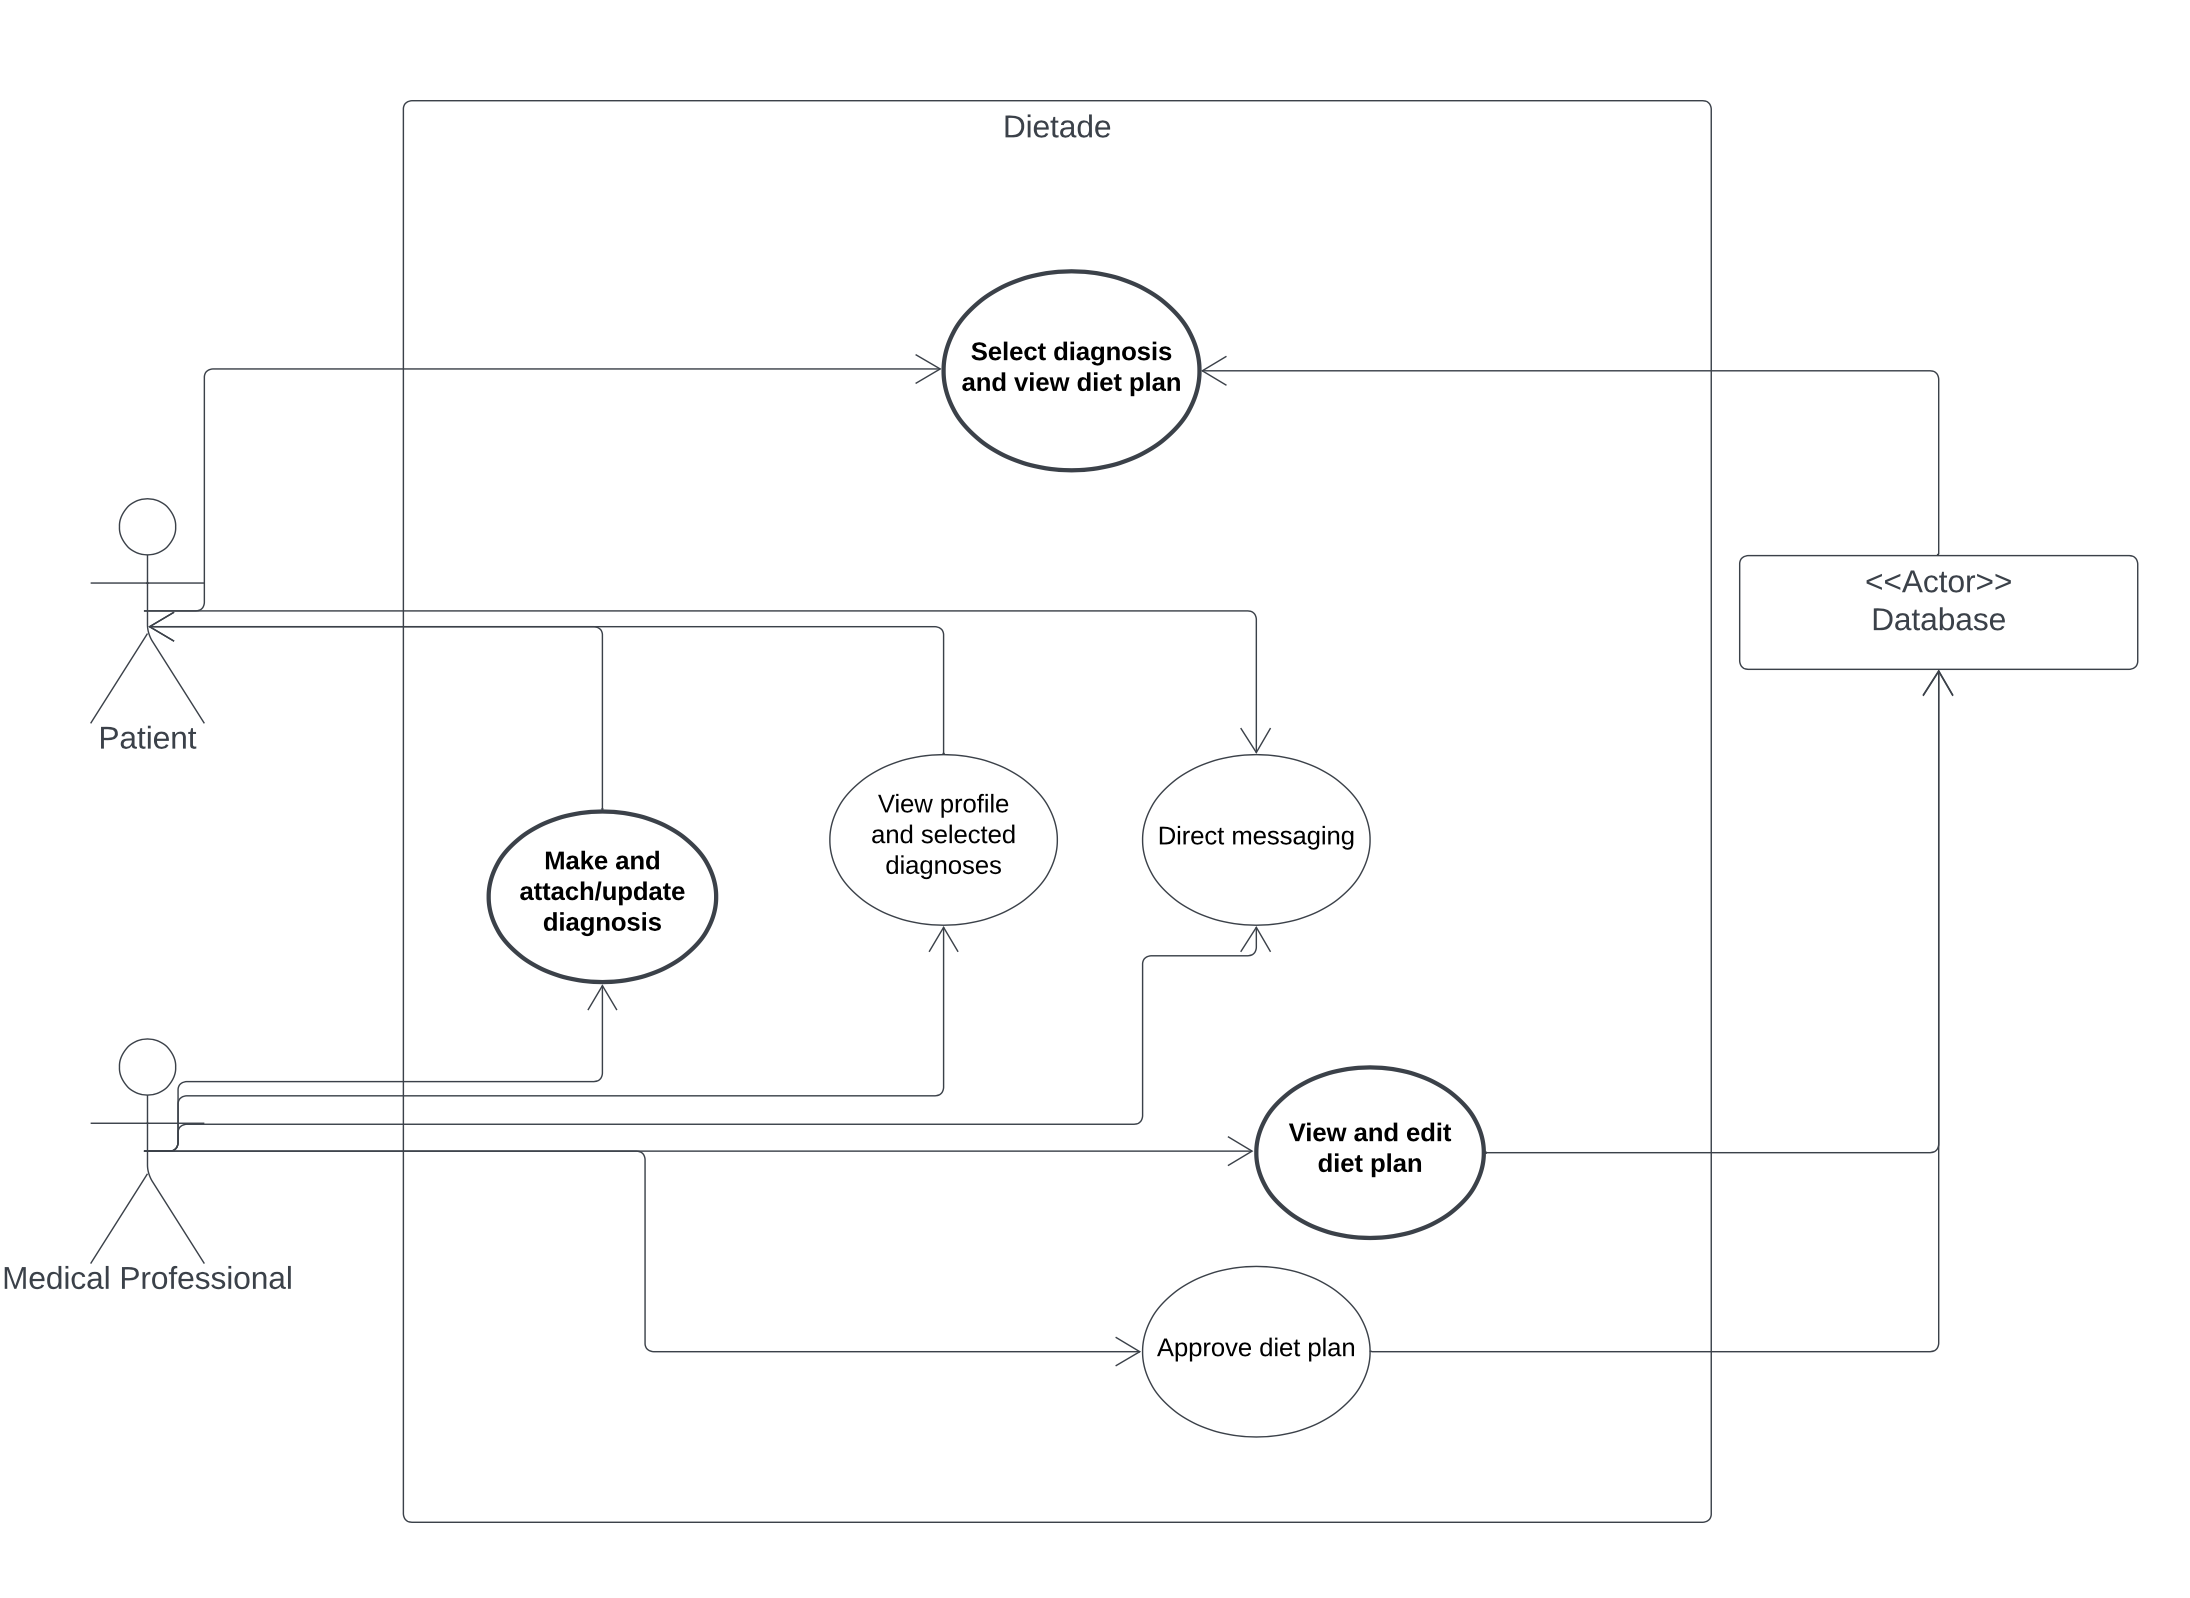 Dietade
Select diagnosis
and view diet plan
<<Actor>>
Database
Patient
View profile
and selected
diagnoses
Direct messaging
Make and
attach/update
diagnosis
View and edit
diet plan
Medical Professional
Approve diet plan